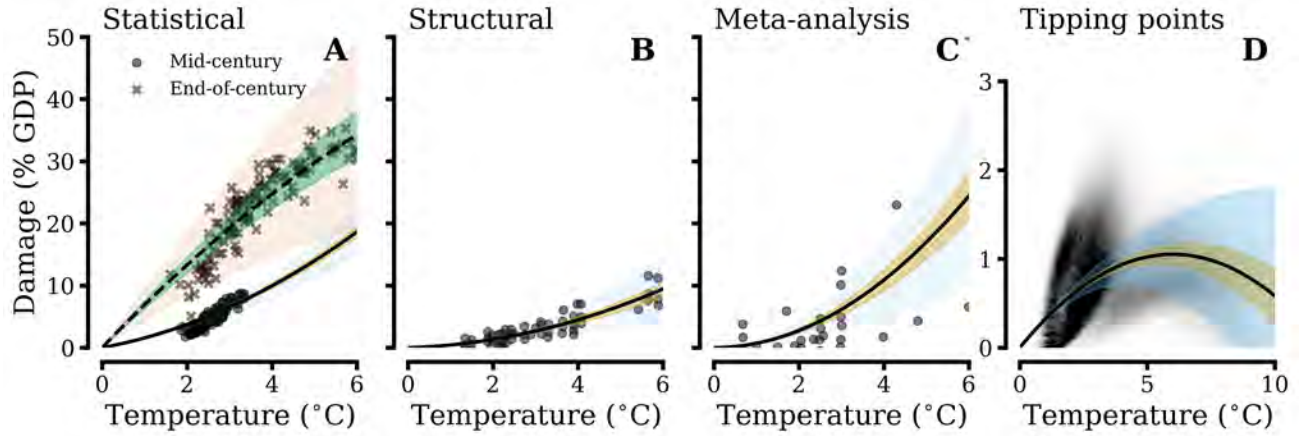 Statistical
Structural
Meta-analysis
Tipping points
A
B
C
D
Mid-century
End-of-century
Damage (% GDP)
50
40
30
20
10
0
3
2
1
0
0 2 4 6
0 2 4 6
0 2 4 6
0 5 10
Temperature (°C)
Temperature (°C)
Temperature (°C)
Temperature (°C)